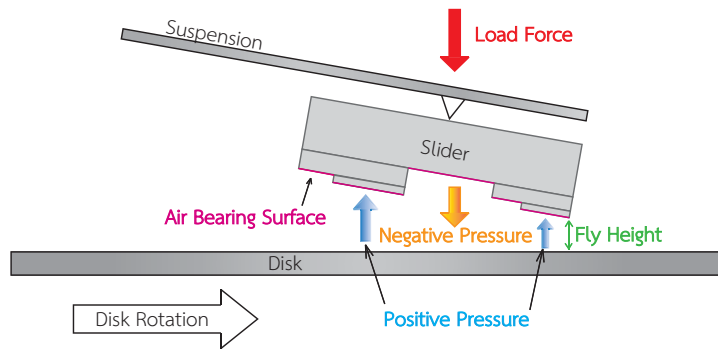 Suspension
Load Force
Slider
Air Bearing Surface
Negative Pressure
Fly Height
Disk
Disk Rotation
Positive Pressure